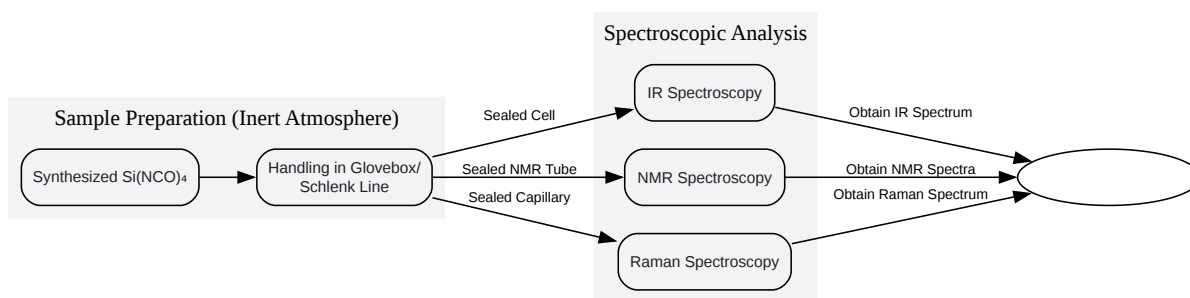 Sample Preparation (Inert Atmosphere)
Synthesized Si(NCO)₄
Handling in Glovebox/
Schlenk Line
Sealed Cell
Sealed NMR Tube
Sealed Capillary
Spectroscopic Analysis
IR Spectroscopy
NMR Spectroscopy
Raman Spectroscopy
Obtain IR Spectrum
Obtain NMR Spectra
Obtain Raman Spectrum